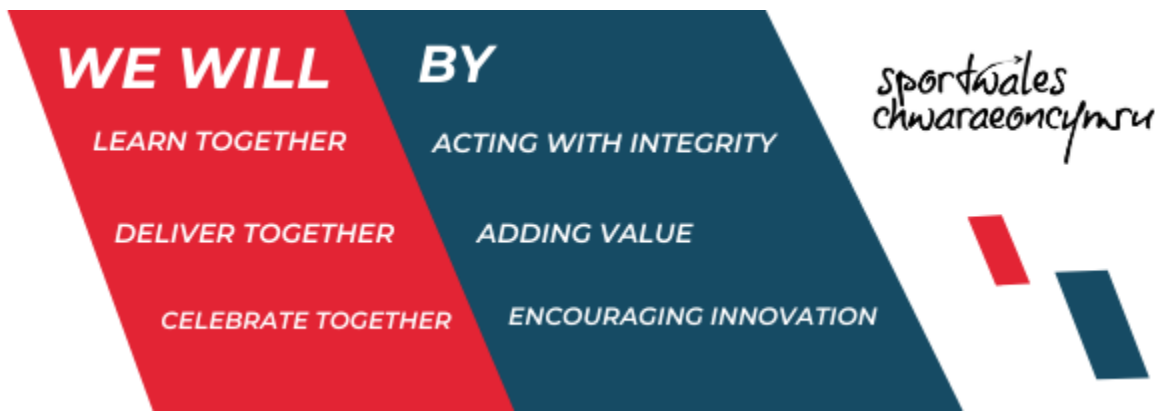 WE WILL
LEARN TOGETHER
DELIVER TOGETHER
CELEBRATE TOGETHER
BY
ACTING WITH INTEGRITY
ADDING VALUE
ENCOURAGING INNOVATION
sportwales
chwaraeoncymru